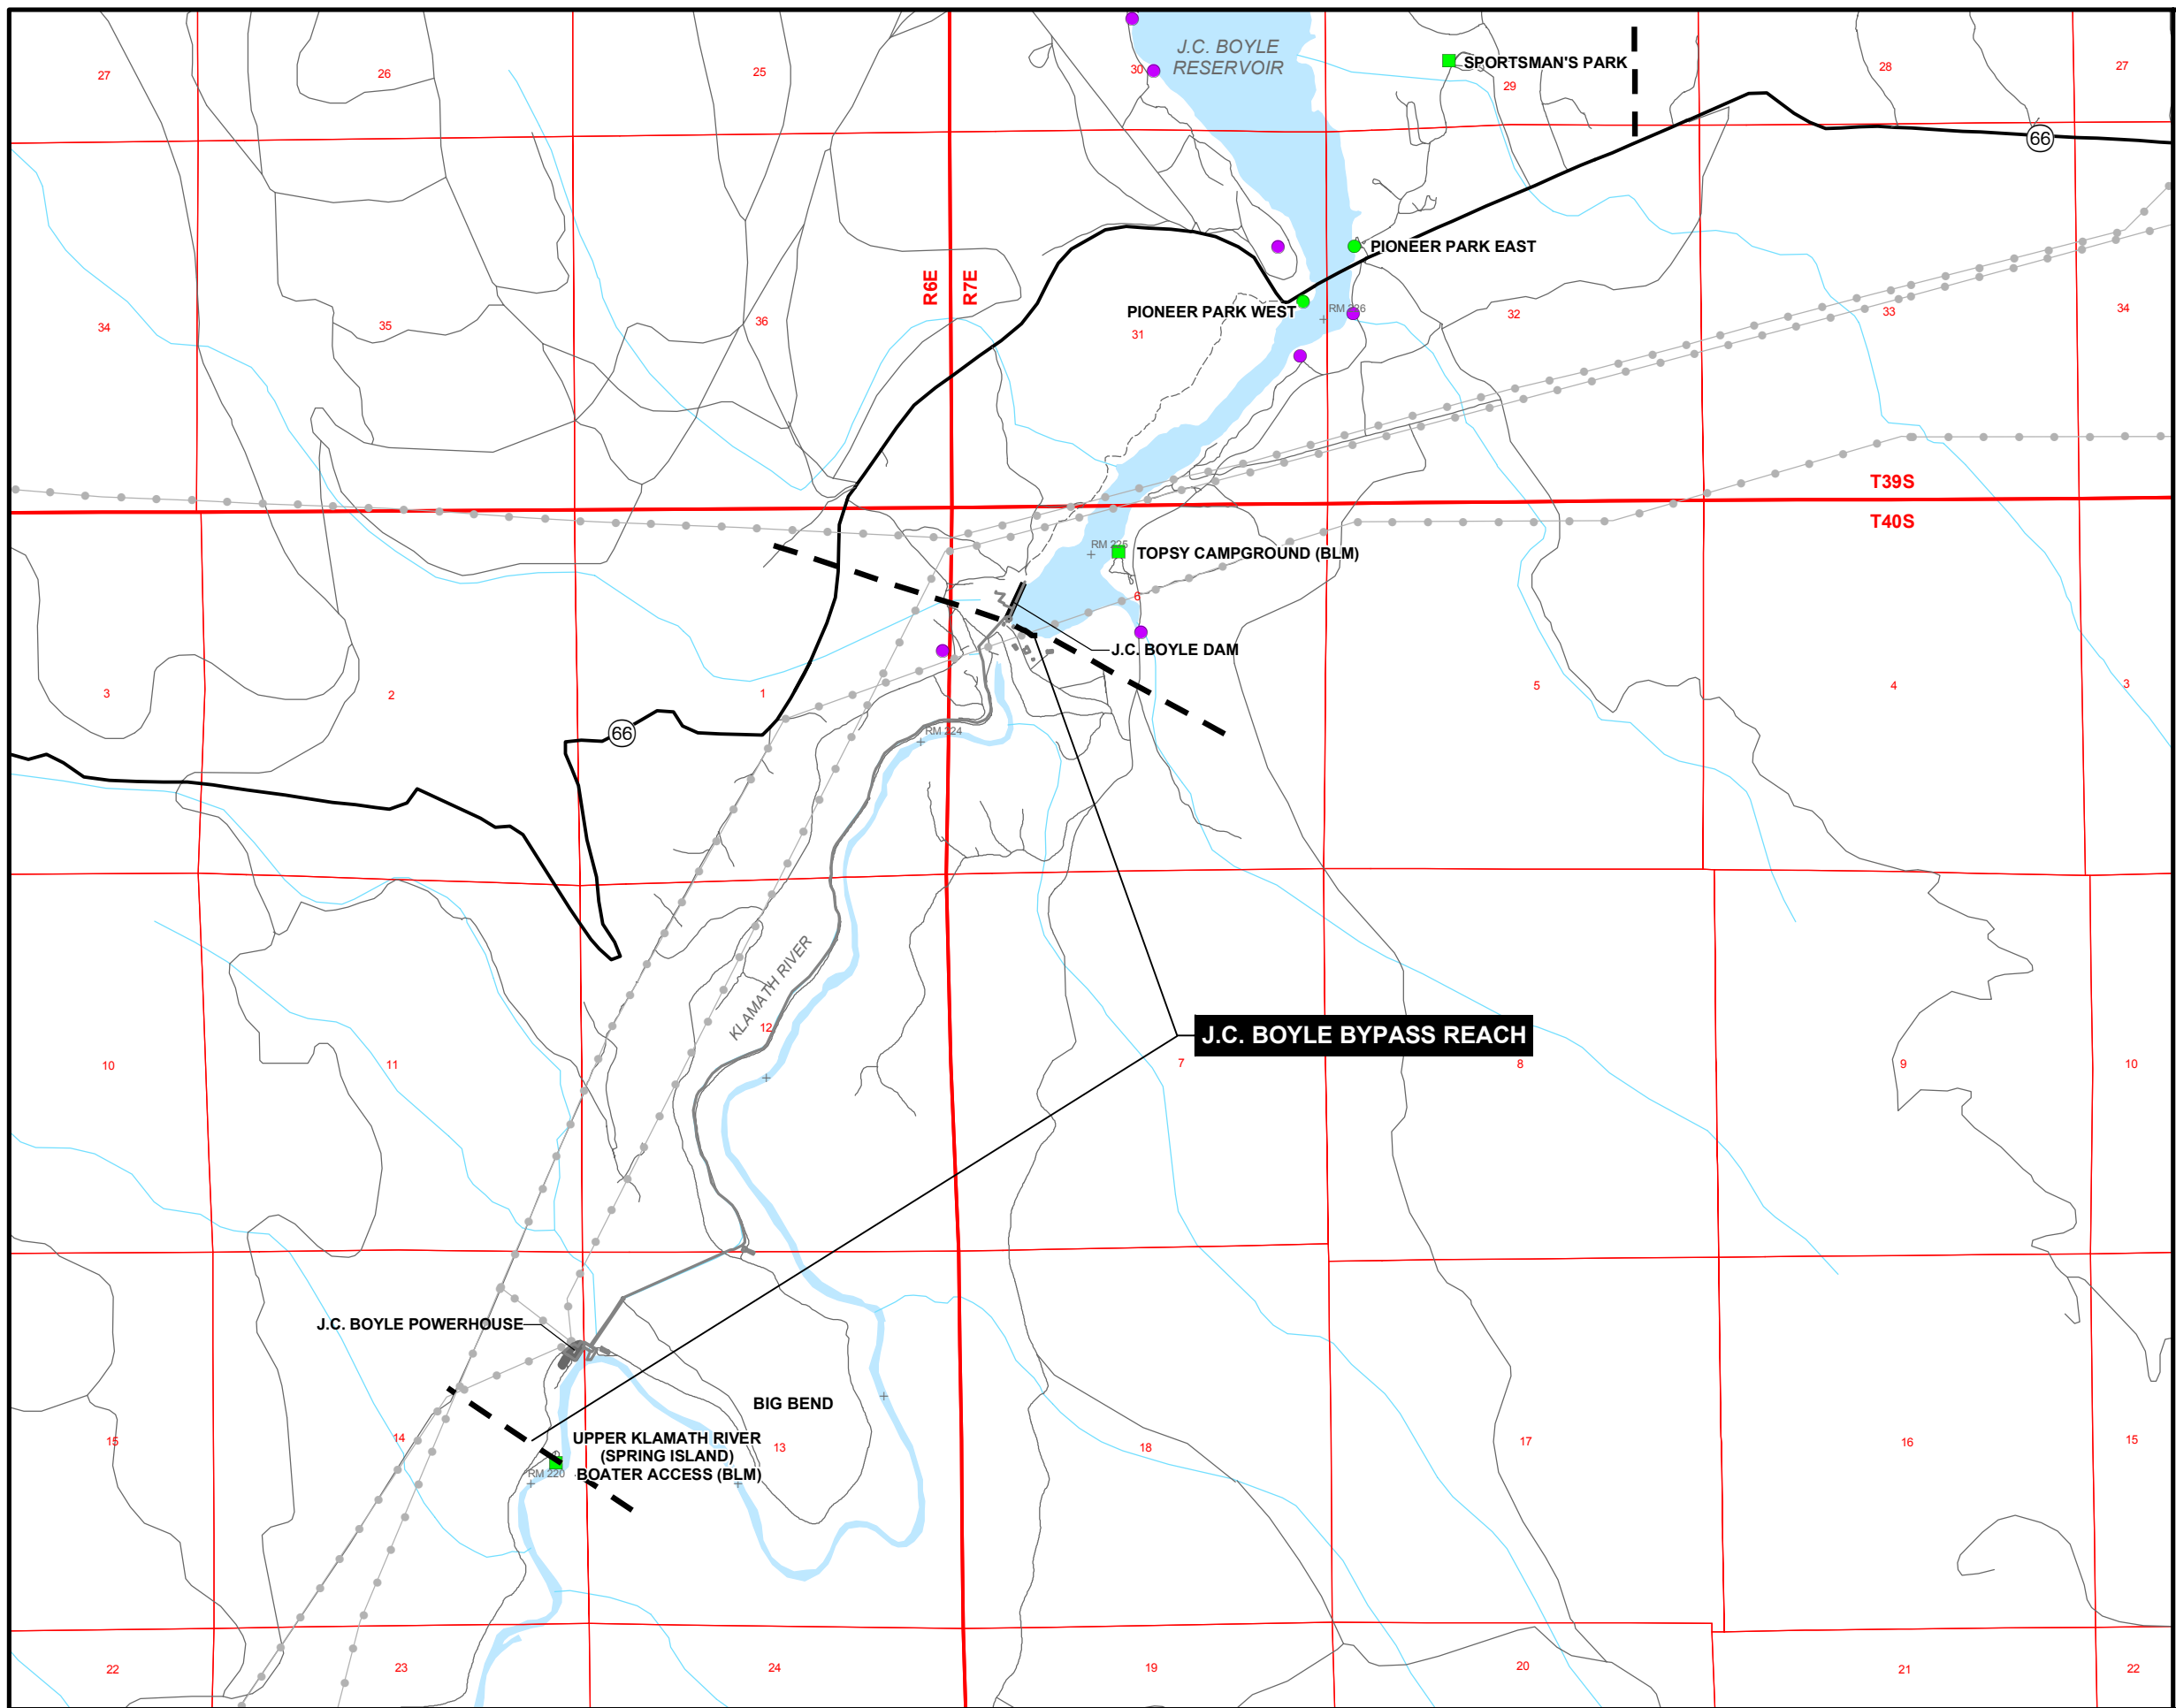 27
26
25
30
J.C. BOYLE
RESERVOIR
SPORTSMAN'S PARK
29
28
27
66
PIONEER PARK EAST
R6E
R7E
34
35
36
31
PIONEER PARK WEST
RM 226
32
33
34
T39S
T40S
RM 225
TOPSY CAMPGROUND (BLM)
6
J.C. BOYLE DAM
3
2
1
5
4
3
66
RM 224
KLAMATH RIVER
12
J.C. BOYLE BYPASS REACH
10
11
7
8
9
10
J.C. BOYLE POWERHOUSE
BIG BEND
15
14
UPPER KLAMATH RIVER
(SPRING ISLAND)
BOATER ACCESS (BLM)
13
RM 220
18
17
16
15
22
23
24
19
20
21
22